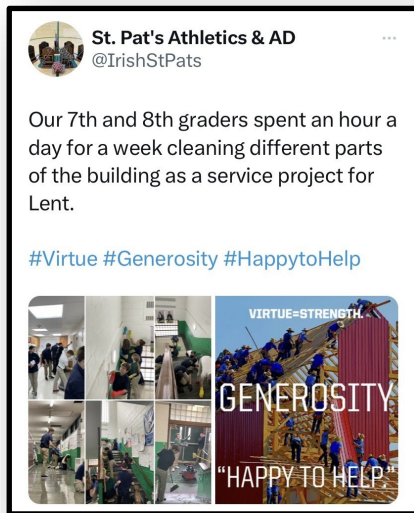 St. Pat's Athletics & AD
@IrishStPats
Our 7th and 8th graders spent an hour a
day for a week cleaning different parts
of the building as a service project for
Lent.
#Virtue #Generosity #HappytoHelp
VIRTUE=STRENGTH.
GENEROSITY
“HAPPY TO HELP.”